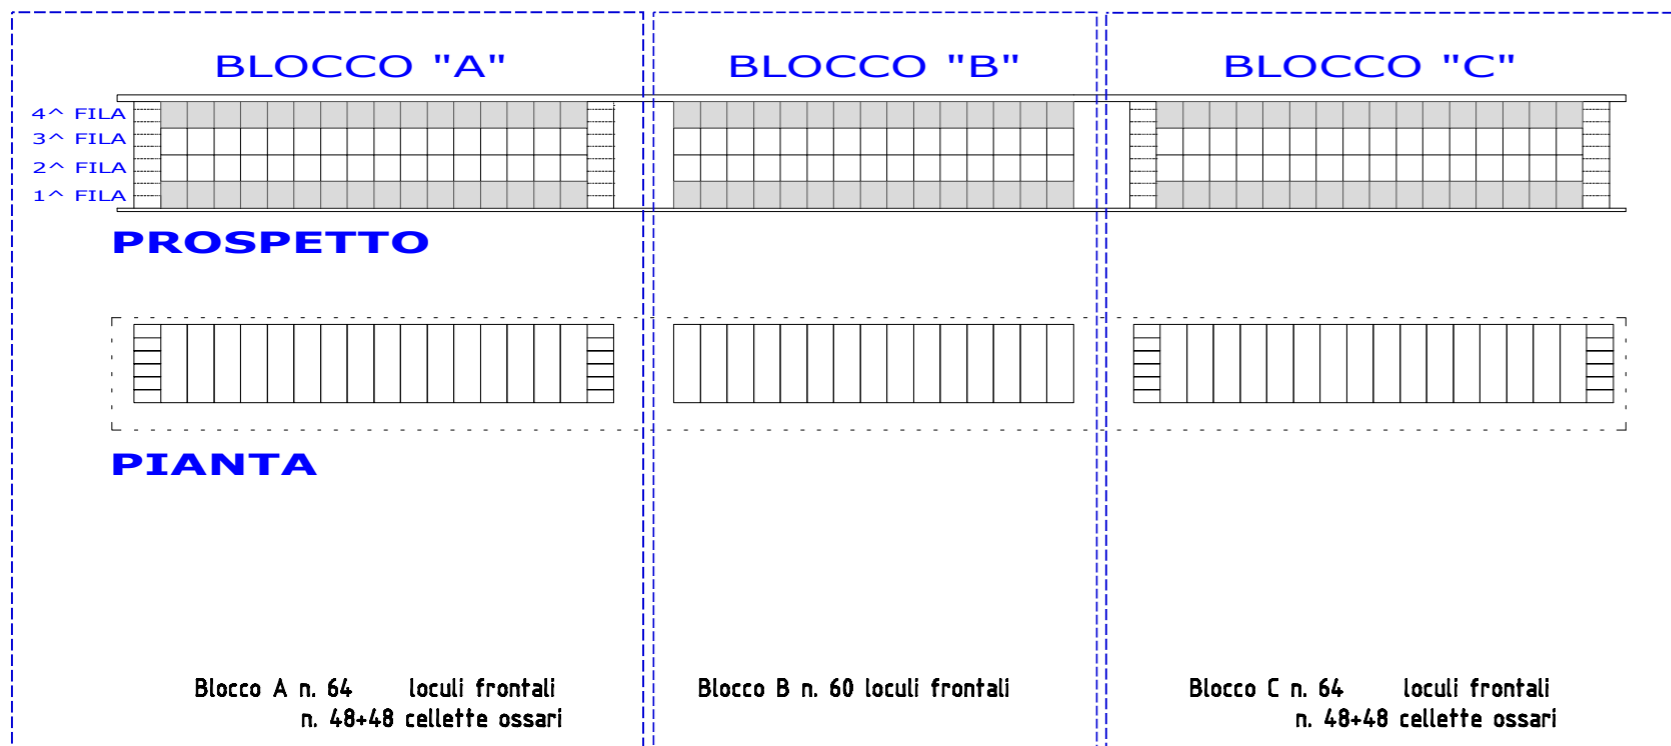 BLOCCO "A"
BLOCCO "B"
BLOCCO "C"
4^ FILA
3^ FILA
2^ FILA
1^ FILA
PROSPETTO
PIANTA
Blocco A n. 64 loculi frontali
n. 48+48 cellette ossari
Blocco B n. 60 loculi frontali
Blocco C n. 64 loculi frontali
n. 48+48 cellette ossari